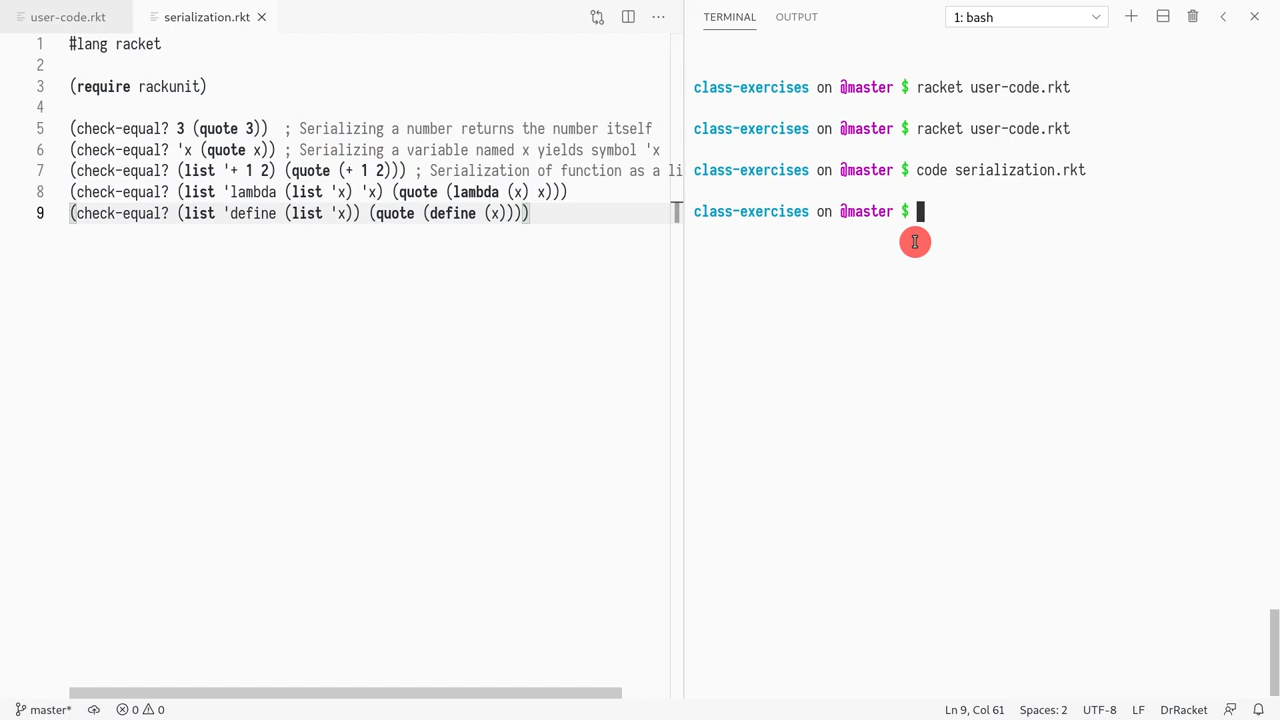 user-code.rkt
serialization.rkt
TERMINAL
OUTPUT
1: bash
1 #lang racket
2
3 (require rackunit)
4
5 (check-equal? 3 (quote 3))  ; Serializing a number returns the number itself
6 (check-equal? 'x (quote x)) ; Serializing a variable named x yields symbol 'x
7 (check-equal? (list '+ 1 2) (quote (+ 1 2))) ; Serialization of function as a li
8 (check-equal? (list 'lambda (list 'x) 'x) (quote (lambda (x) x)))
9 (check-equal? (list 'define (list 'x)) (quote (define (x))))
class-exercises on @master $ racket user-code.rkt
class-exercises on @master $ racket user-code.rkt
class-exercises on @master $ code serialization.rkt
class-exercises on @master $
master*
0
0
Ln 9, Col 61
Spaces: 2
UTF-8
LF
DrRacket